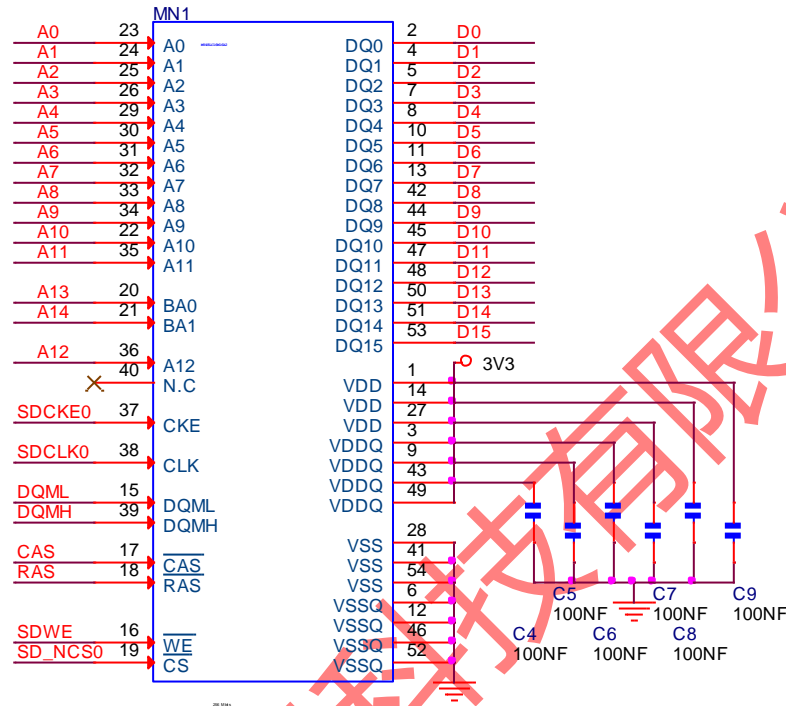 MN1
A0 23 A0 DQ0 2 D0
A1 24 A1 DQ1 4 D1
A2 25 A2 DQ2 5 D2
A3 26 A3 DQ3 7 D3
A4 29 A4 DQ4 8 D4
A5 30 A5 DQ5 10 D5
A6 31 A6 DQ6 11 D6
A7 32 A7 DQ7 13 D7
A8 33 A8 DQ8 42 D8
A9 34 A9 DQ9 44 D9
A10 22 A10 DQ10 45 D10
A11 35 A11 DQ11 47 D11
DQ12 48 D12
A13 20 BA0 DQ13 50 D13
A14 21 BA1 DQ14 51 D14
DQ15 53 D15
A12 36 A12 3V3
40 N.C VDD 1
VDD 14
SDCKE0 37 CKE VDD 27
VDDQ 3
SDCLK0 38 CLK VDDQ 9
VDDQ 43
DQML 15 DQML VDDQ 49
DQMH 39 DQMH
VSS 28
CAS 17 CAS VSS 41
RAS 18 RAS VSS 54
VSSQ 6
VSSQ 12
SDWE 16 WE VSSQ 46
SD_NCS0 19 CS VSSQ 52
C5 C7 C9
100NF 100NF 100NF
C4 C6 C8
100NF 100NF 100NF
科技有限公